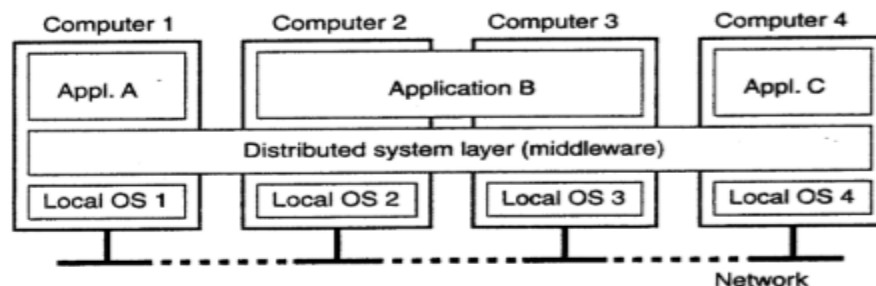 Computer 1 Computer 2 Computer 3 Computer 4
Appl. A Application B Appl. C
Distributed system layer (middleware)
Local OS 1 Local OS 2 Local OS 3 Local OS 4
Network